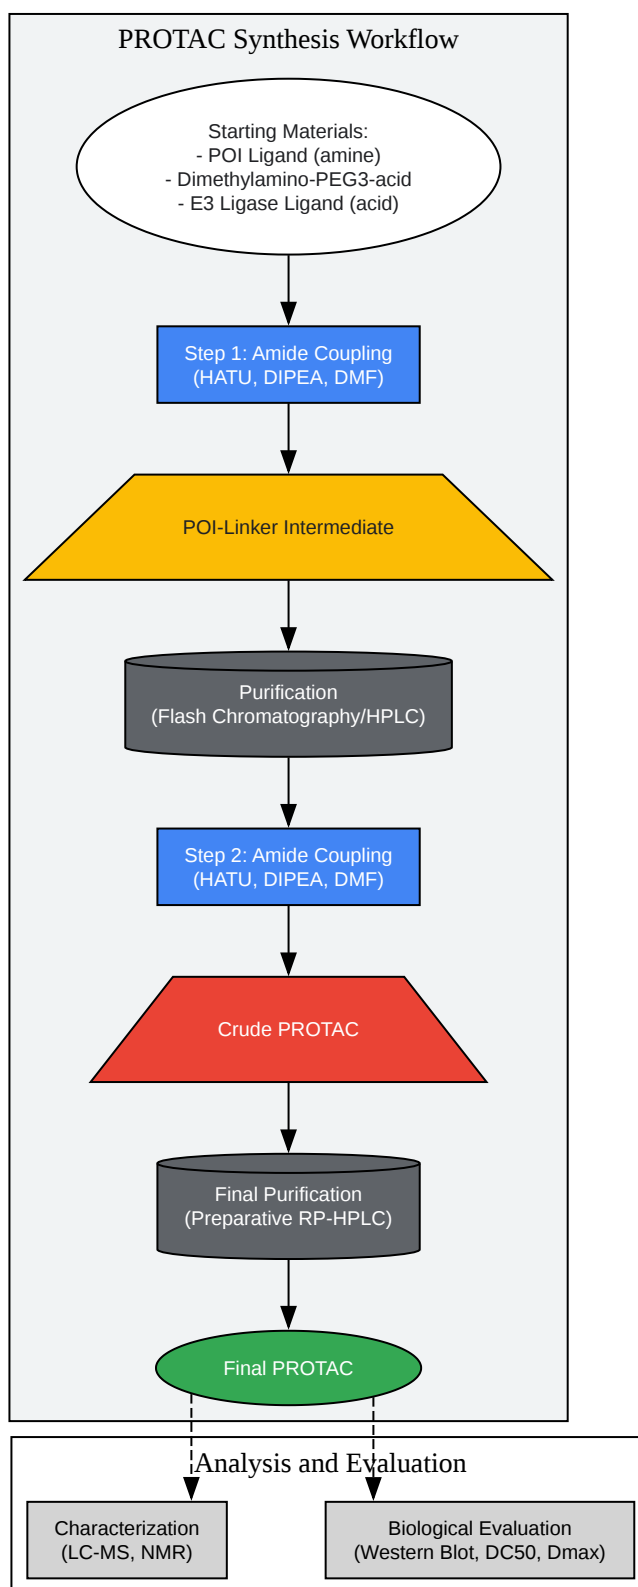 PROTAC Synthesis Workflow
Starting Materials:
- POI Ligand (amine)
- Dimethylamino-PEG3-acid
- E3 Ligase Ligand (acid)
Step 1: Amide Coupling
(HATU, DIPEA, DMF)
POI-Linker Intermediate
Purification
(Flash Chromatography/HPLC)
Step 2: Amide Coupling
(HATU, DIPEA, DMF)
Crude PROTAC
Final Purification
(Preparative RP-HPLC)
Final PROTAC
Analysis and Evaluation
Characterization
(LC-MS, NMR)
Biological Evaluation
(Western Blot, DC50, Dmax)